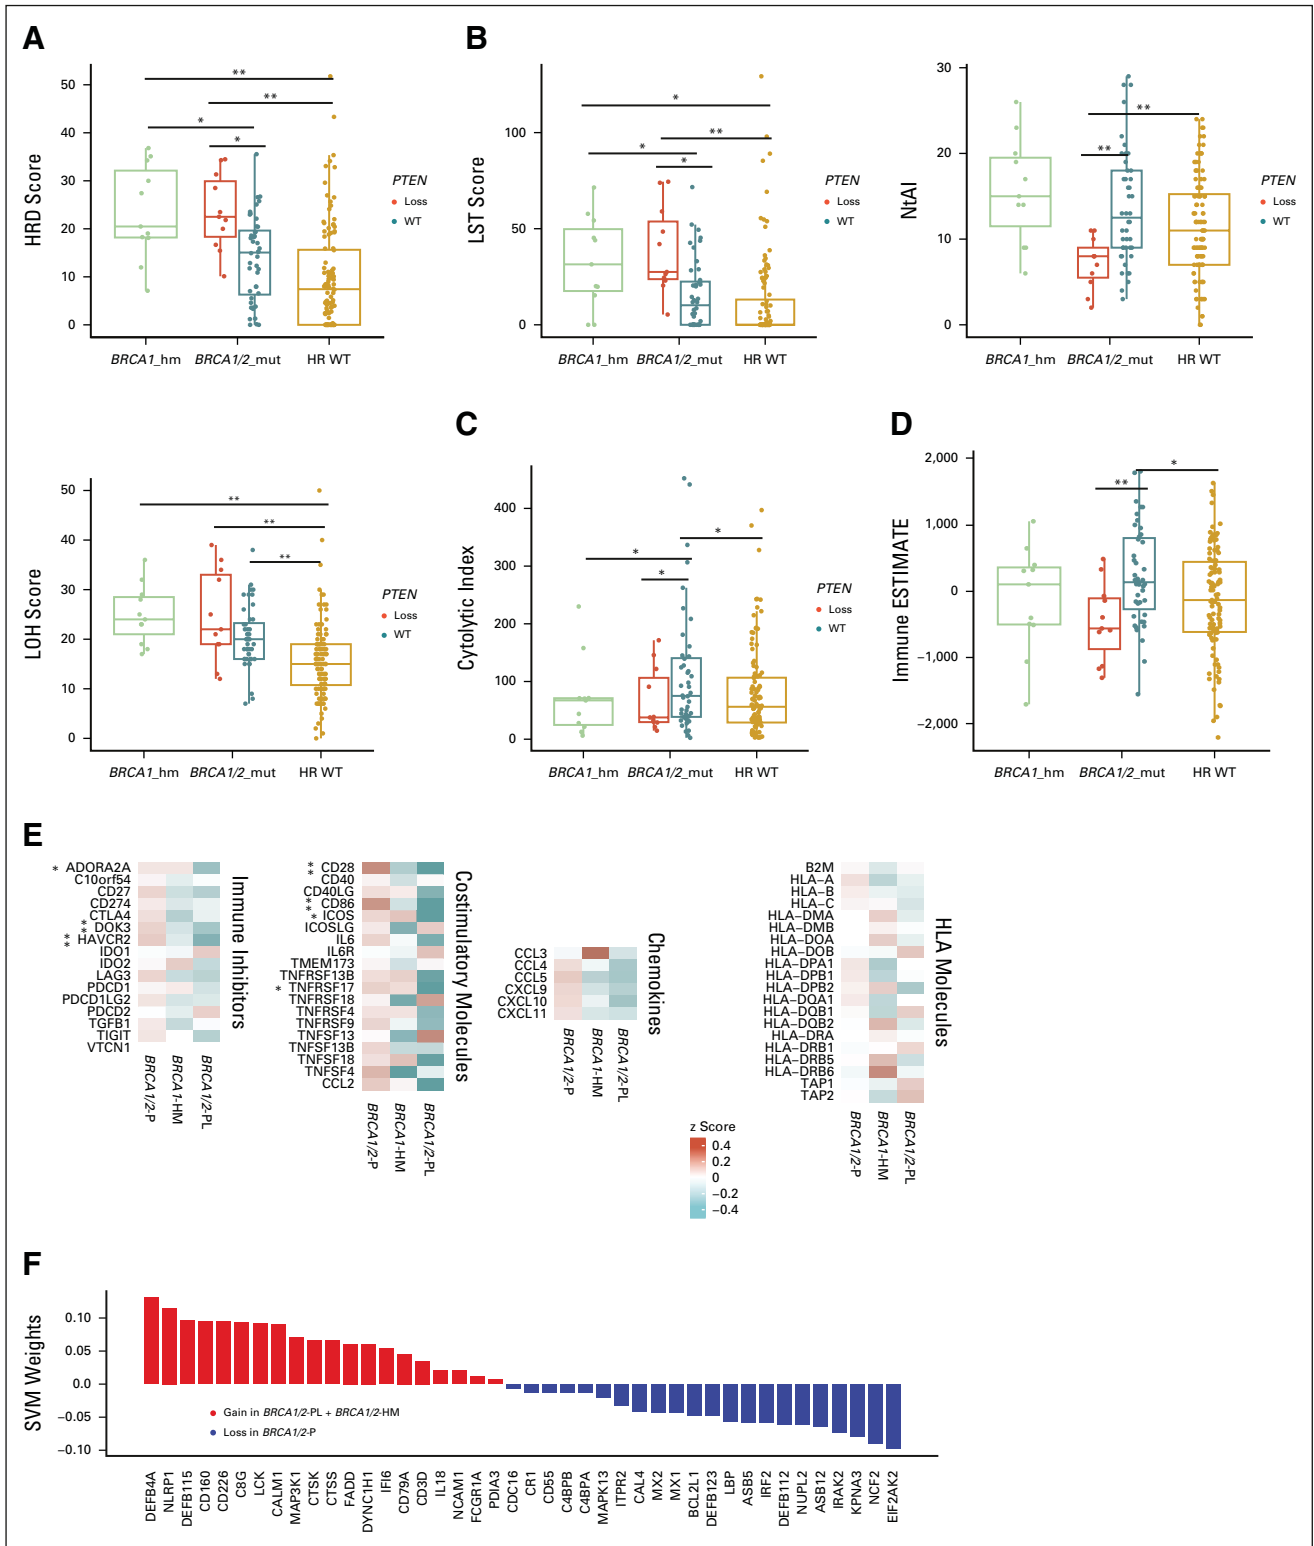 A
HRD Score
50
40
30
20
10
0
**
**
*
*
BRCA1_hm
BRCA1/2_mut
HR WT
PTEN
Loss
WT
B
LST Score
100
50
0
*
**
*
*
BRCA1_hm
BRCA1/2_mut
HR WT
PTEN
Loss
WT
NtAI
30
20
10
0
**
**
BRCA1_hm
BRCA1/2_mut
HR WT
PTEN
Loss
WT
LOH Score
50
40
30
20
10
0
**
**
**
BRCA1_hm
BRCA1/2_mut
HR WT
PTEN
Loss
WT
C
Cytolytic Index
400
300
200
100
0
*
*
*
BRCA1_hm
BRCA1/2_mut
HR WT
PTEN
Loss
WT
D
Immune ESTIMATE
2,000
1,000
0
−1,000
−2,000
*
**
BRCA1_hm
BRCA1/2_mut
HR WT
E
* ADORA2A
C10orf54
CD27
CD274
CTLA4
** DOK3
** HAVCR2
IDO1
IDO2
LAG3
PDCD1
PDCD1LG2
PDCD2
TGFB1
TIGIT
VTCN1
Immune Inhibitors
BRCA1/2-P
BRCA1-HM
BRCA1/2-PL
** CD28
CD40
CD40LG
** CD86
* ICOS
ICOSLG
IL6
IL6R
TMEM173
TNFRSF13B
* TNFRSF17
TNFRSF18
TNFRSF4
TNFRSF9
TNFSF13
TNFSF13B
TNFSF18
TNFSF4
CCL2
Costimulatory Molecules
BRCA1/2-P
BRCA1-HM
BRCA1/2-PL
CCL3
CCL4
CCL5
CXCL9
CXCL10
CXCL11
Chemokines
BRCA1/2-P
BRCA1-HM
BRCA1/2-PL
B2M
HLA−A
HLA−B
HLA−C
HLA−DMA
HLA−DMB
HLA−DOA
HLA−DOB
HLA−DPA1
HLA−DPB1
HLA−DPB2
HLA−DQA1
HLA−DQB1
HLA−DQB2
HLA−DRA
HLA−DRB1
HLA−DRB5
HLA−DRB6
TAP1
TAP2
HLA Molecules
BRCA1/2-P
BRCA1-HM
BRCA1/2-PL
z Score
0.4
0.2
0
−0.2
−0.4
F
SVM Weights
0.10
0.05
0.0
−0.05
−0.10
Gain in BRCA1/2-PL + BRCA1/2-HM
Loss in BRCA1/2-P
DEFB4A
NLRP1
DEFB115
CD160
CD226
C8G
LCK
CALM1
MAP3K1
CTSK
CTSS
FADD
DYNC1H1
IFI6
CD79A
CD3D
IL18
NCAM1
FCGR1A
PDIA3
CDC16
CR1
CD55
C4BPB
C4BPA
MAPK13
ITPR2
CAL4
MX2
MX1
BCL2L1
DEFB123
LBP
ASB5
IRF2
DEFB112
NUPL2
ASB12
IRAK2
KPNA3
NCF2
EIF2AK2